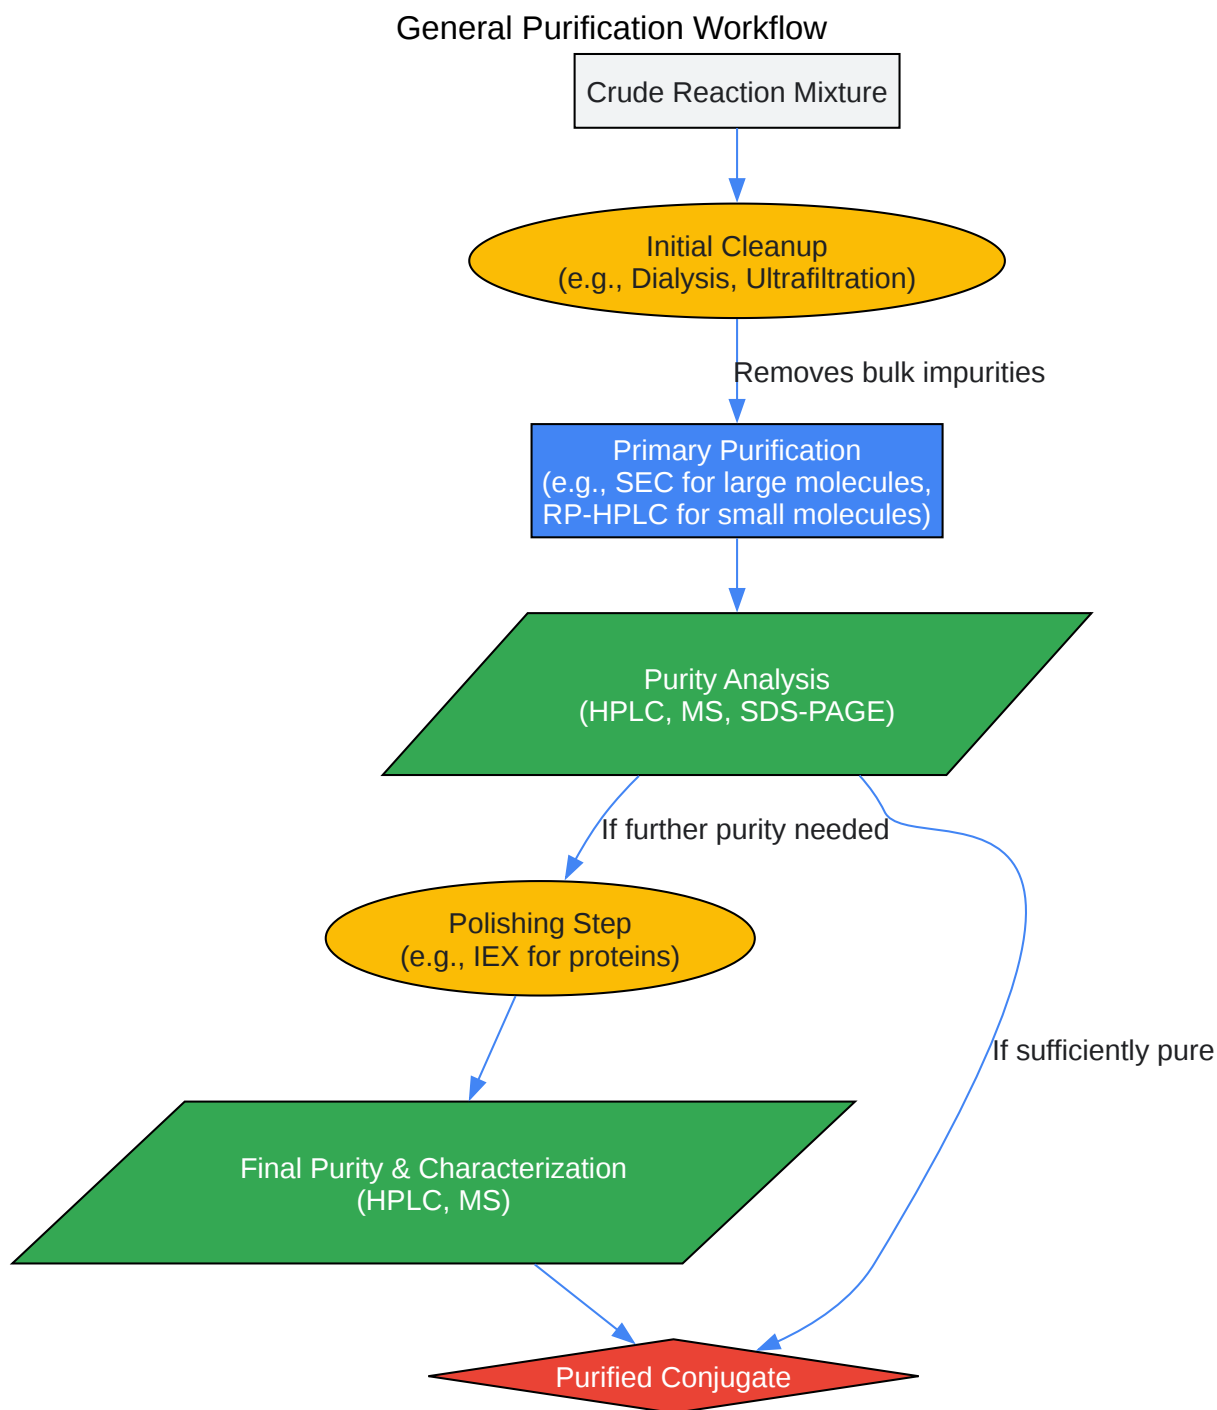 General Purification Workflow
Crude Reaction Mixture
Initial Cleanup
(e.g., Dialysis, Ultrafiltration)
Removes bulk impurities
Primary Purification
(e.g., SEC for large molecules,
RP-HPLC for small molecules)
Purity Analysis
(HPLC, MS, SDS-PAGE)
If further purity needed
Polishing Step
(e.g., IEX for proteins)
If sufficiently pure
Final Purity & Characterization
(HPLC, MS)
Purified Conjugate